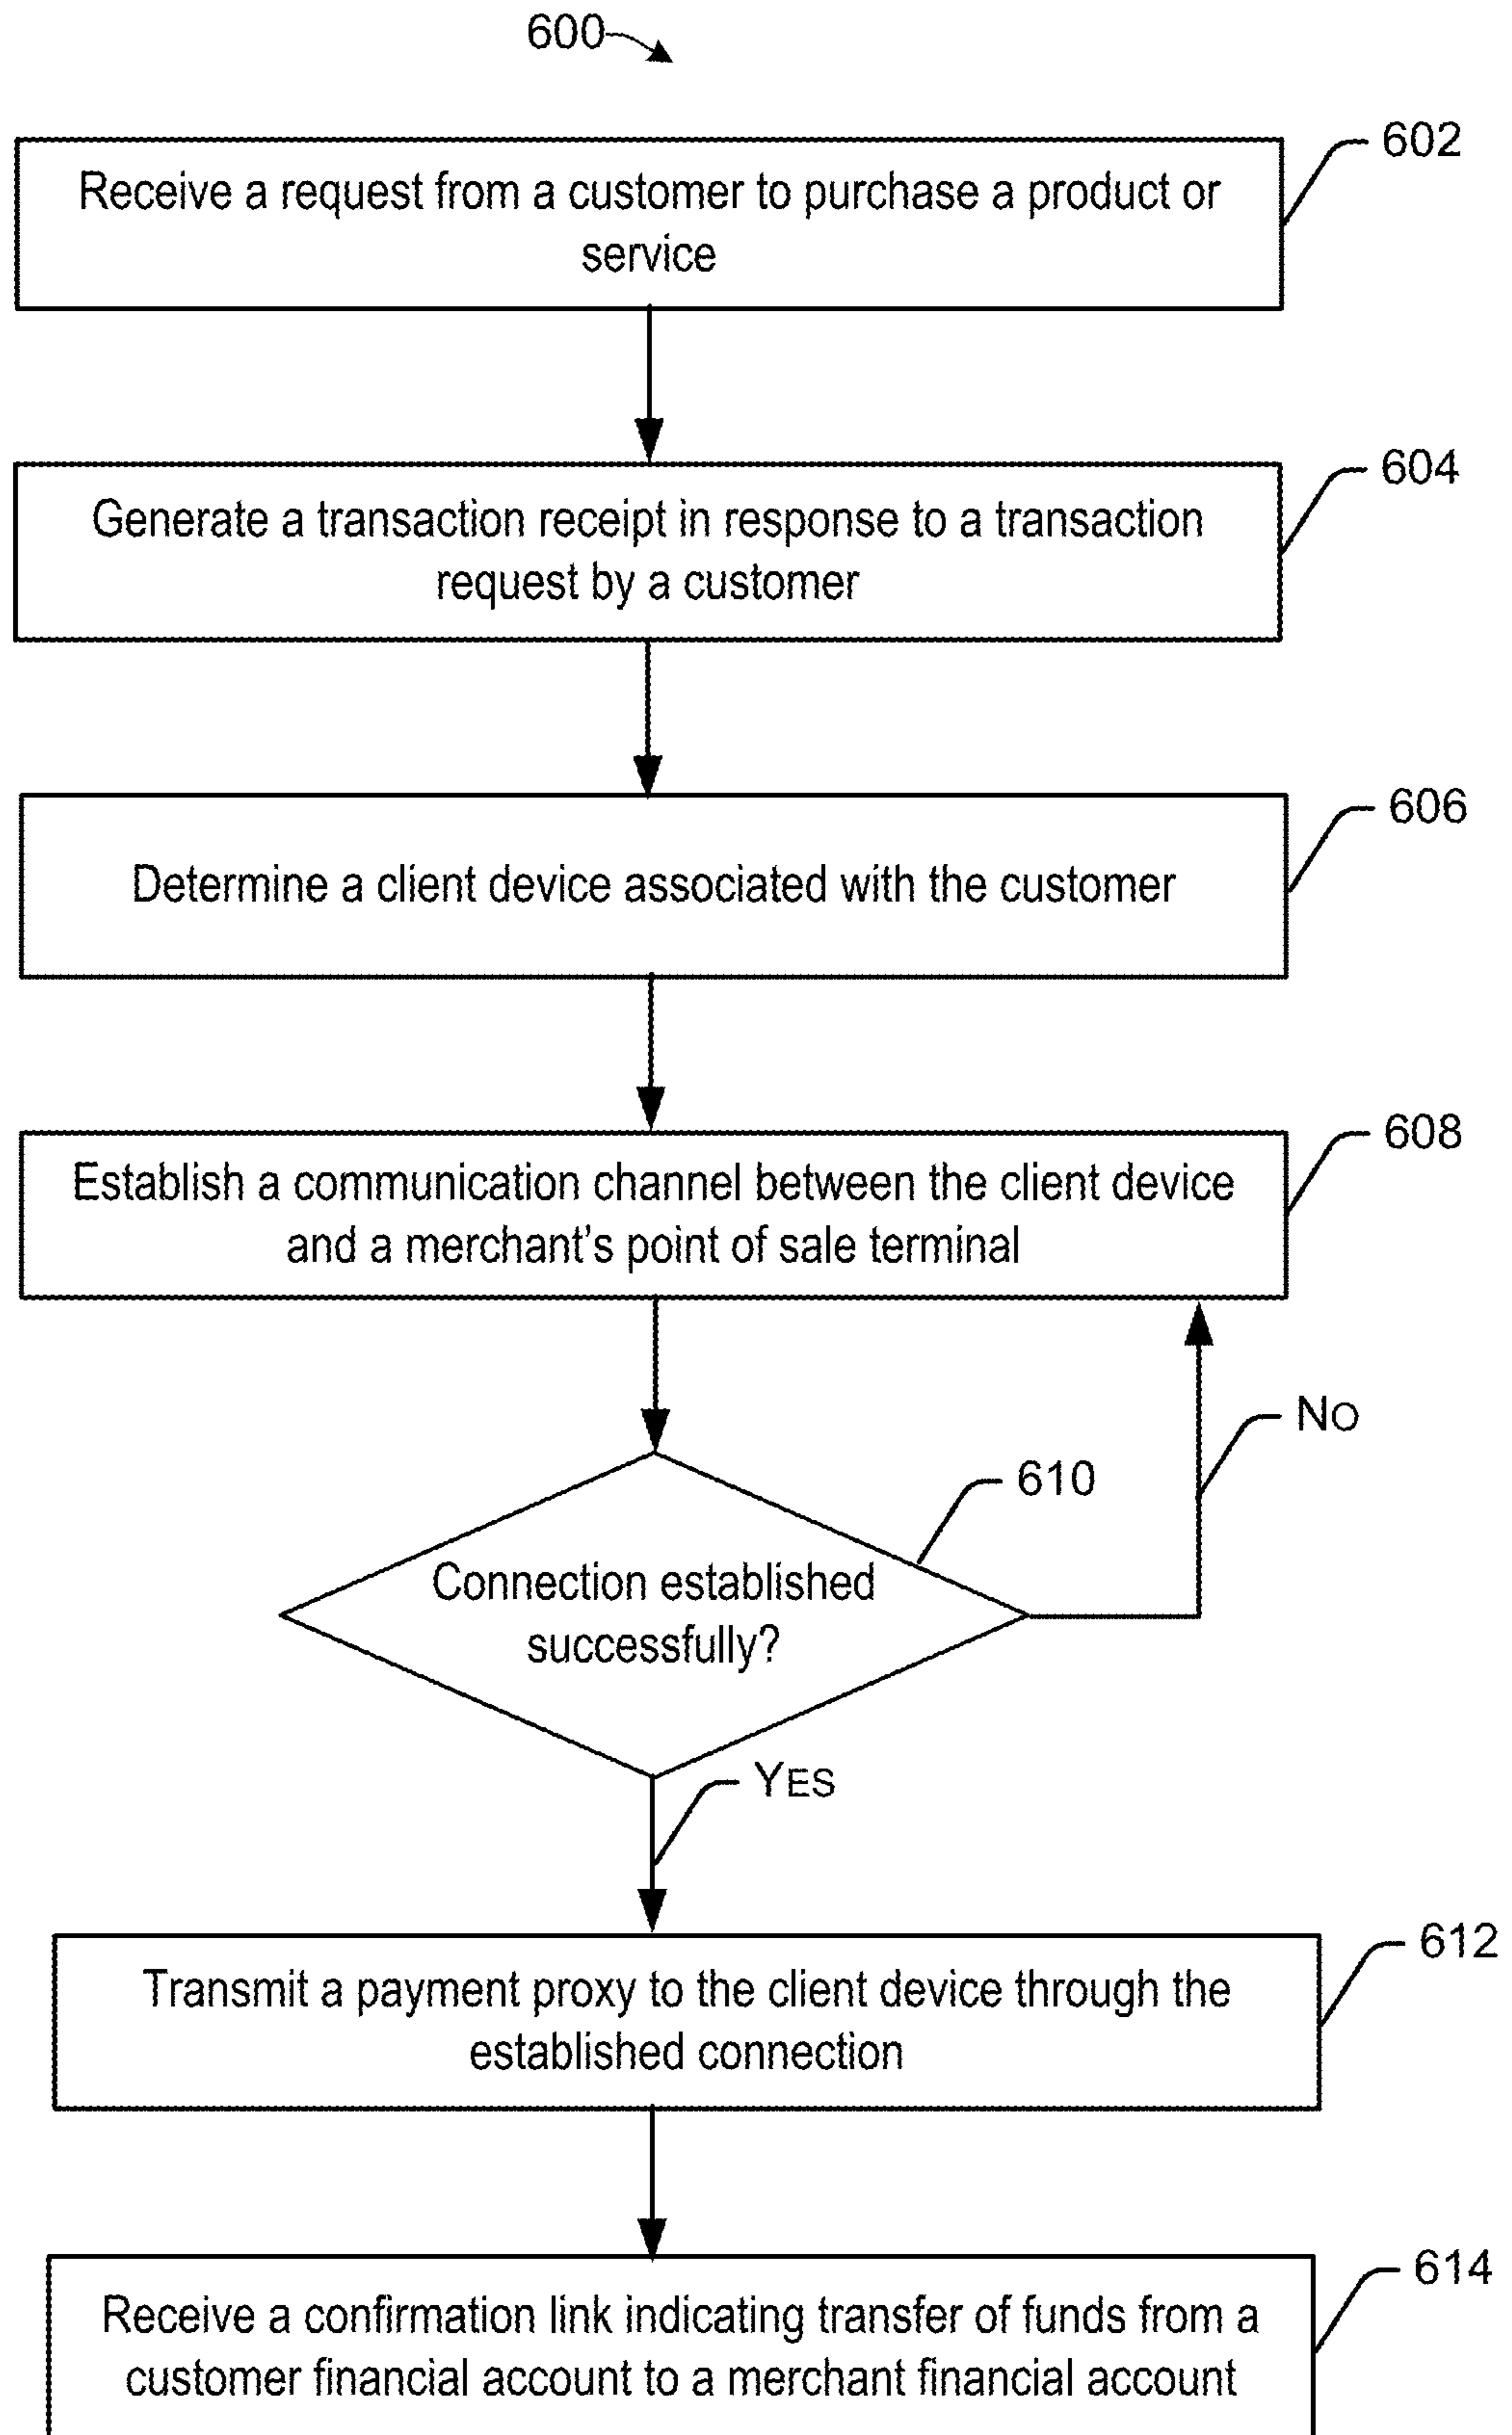 600
602
Receive a request from a customer to purchase a product or
service
604
Generate a transaction receipt in response to a transaction
request by a customer
606
Determine a client device associated with the customer
608
Establish a communication channel between the client device
and a merchant's point of sale terminal
No
610
Connection established
successfully?
YES
612
Transmit a payment proxy to the client device through the
established connection
614
Receive a confirmation link indicating transfer of funds from a
customer financial account to a merchant financial account